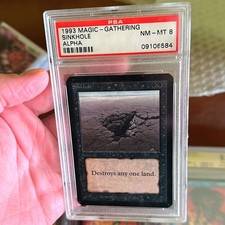 PSA
1993 MAGIC - GATHERING
SINKHOLE
NM - MT 8
ALPHA
09106584
Destroys any one land.